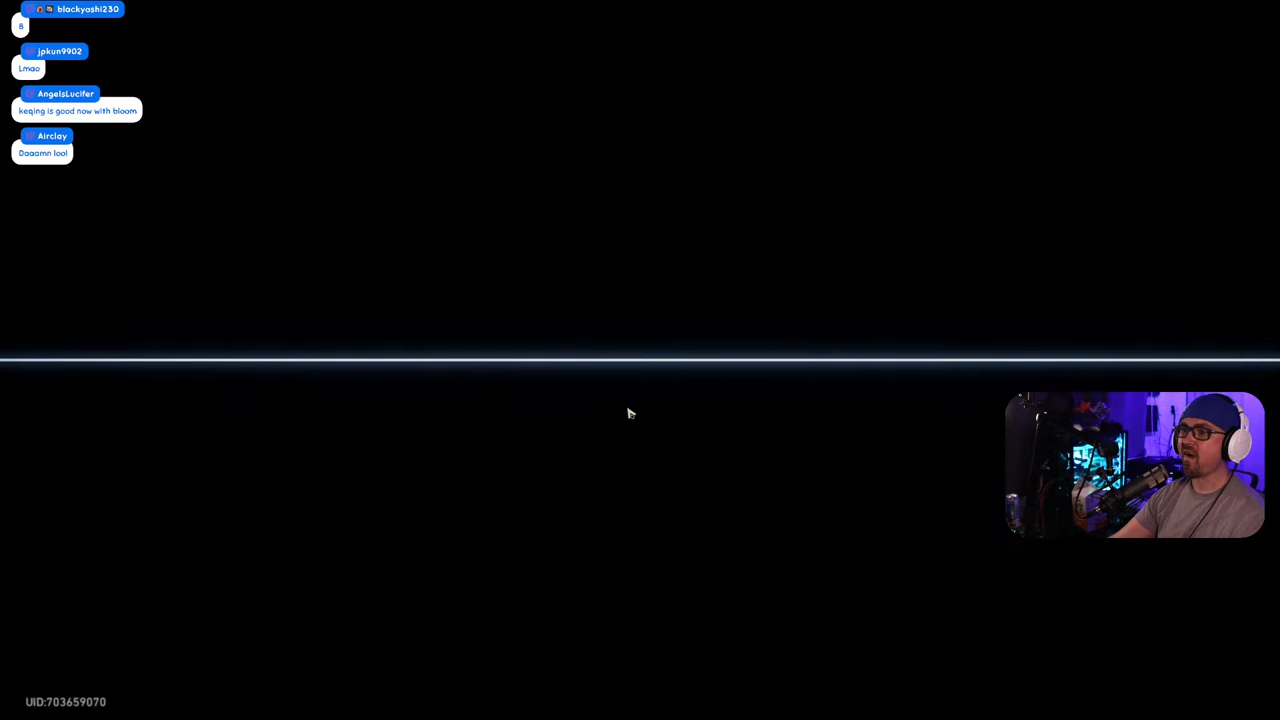 blackyoshi230
8
jpkun9902
Lmao
AngelsLucifer
keqing is good now with bloom
Airclay
Daaamn lool
UID:703659070